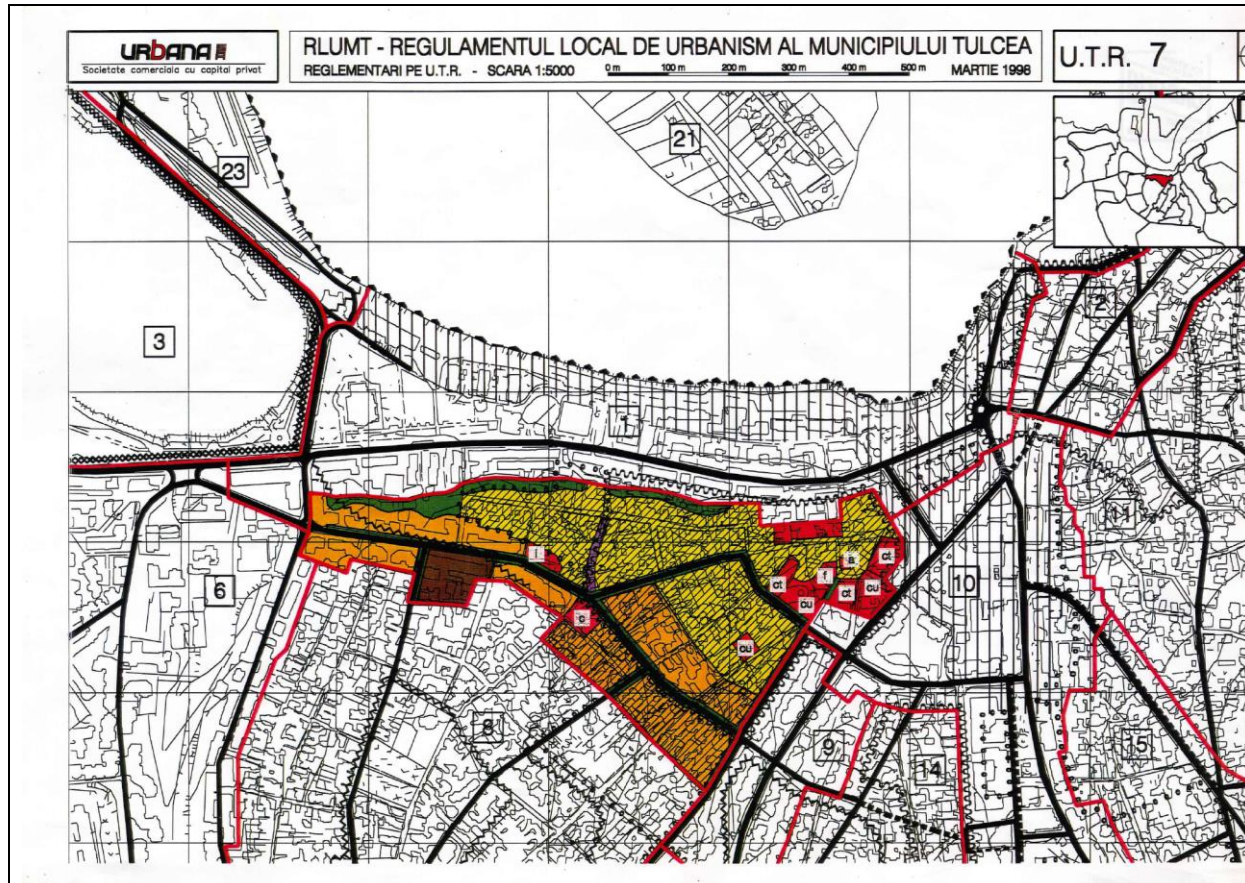 URBANA
Societate comerciala cu capital privat
RLUMT - REGULAMENTUL LOCAL DE URBANISM AL MUNICIPIULUI TULCEA
REGLEMENTARI PE U.T.R. - SCARA 1:5000 0 m 100 m 200 m 300 m 400 m 500 m MARTIE 1998
U.T.R. 7
21
23
2
3
1
11
6
10
i
a
ct
f
ct
ct
cu
cu
c
cu
8
9
14
15